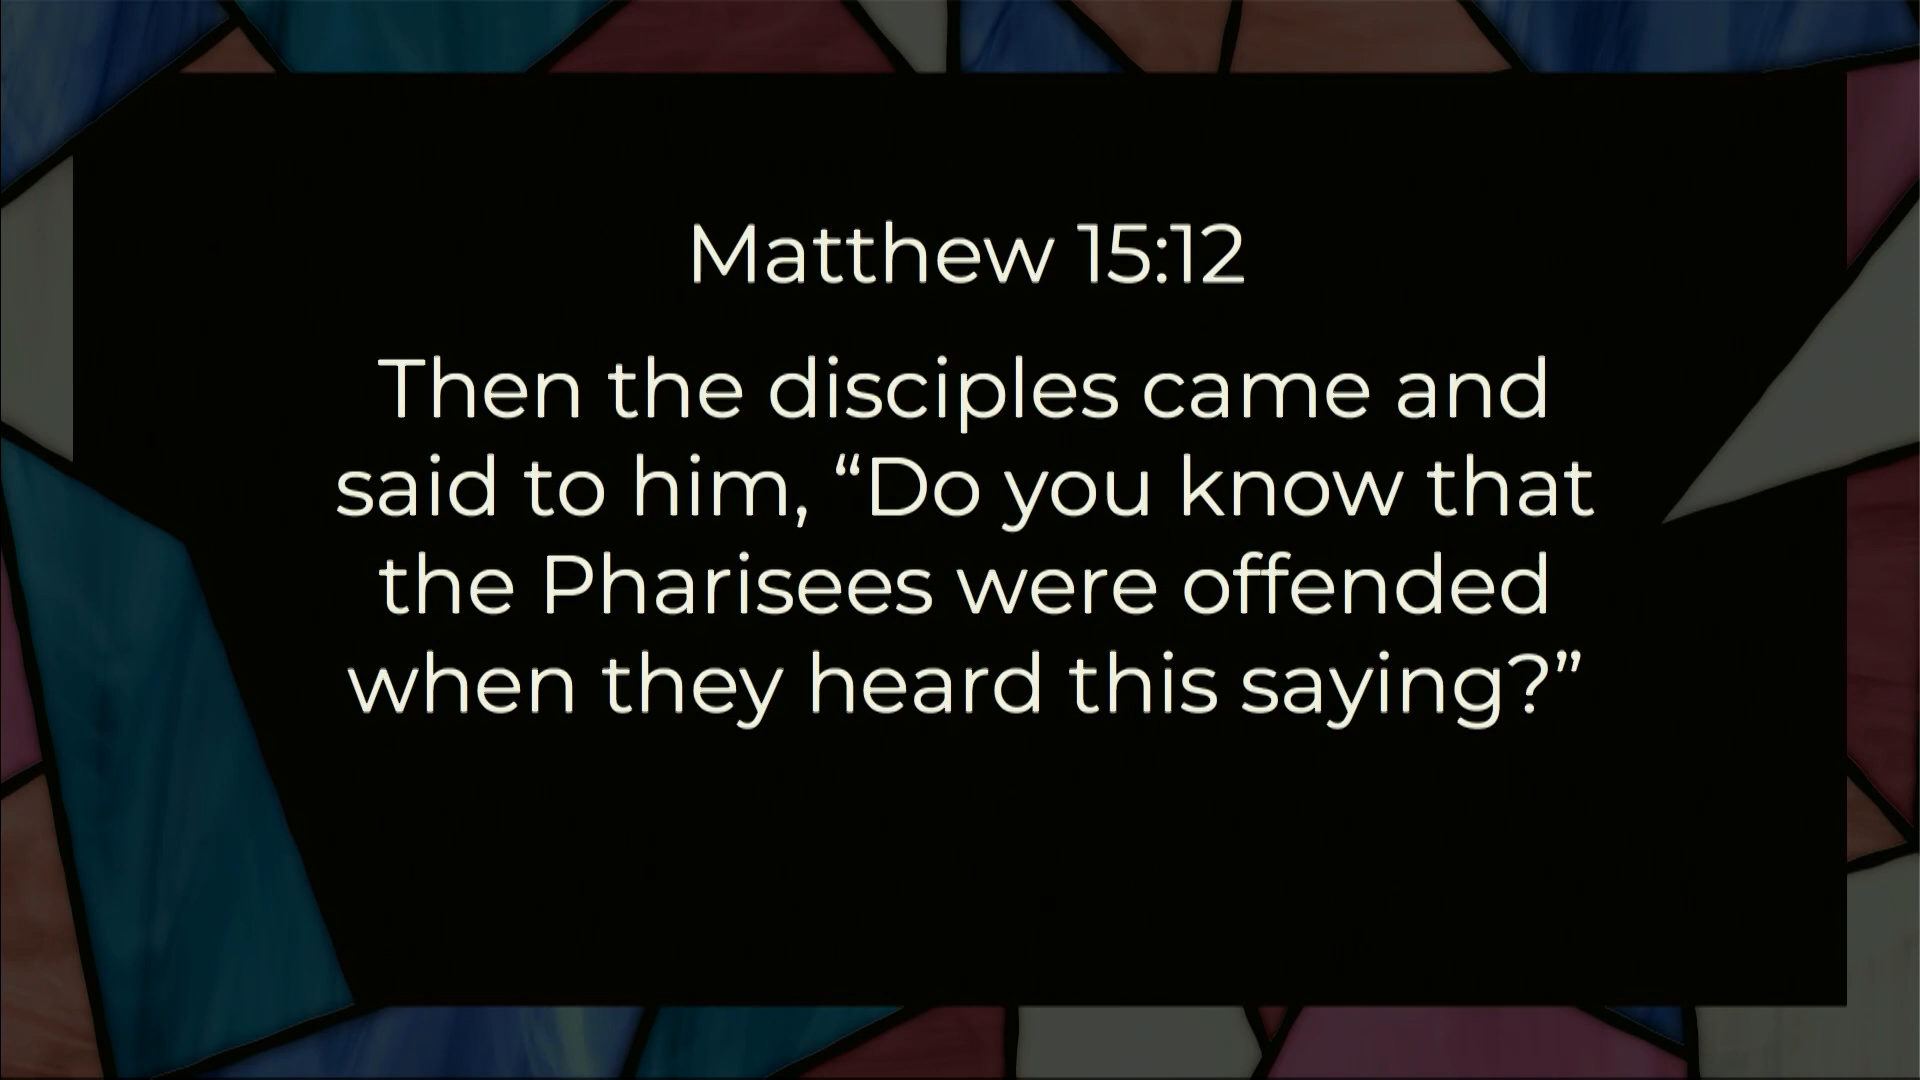 Matthew 15:12
Then the disciples came and
said to him, “Do you know that
the Pharisees were offended
when they heard this saying?”